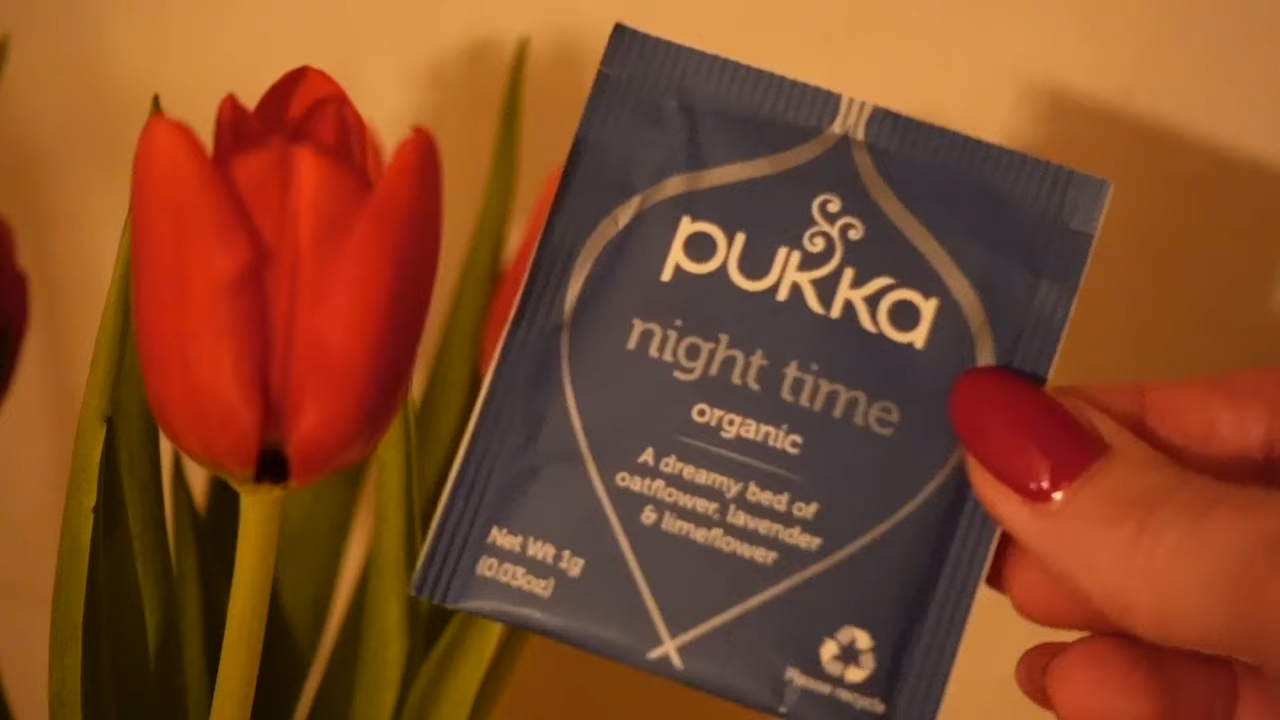 pukka
night time
organic
A dreamy bed of
oatflower, lavender
& limeflower
Net Wt 1g
(0.03oz)
Please recycle